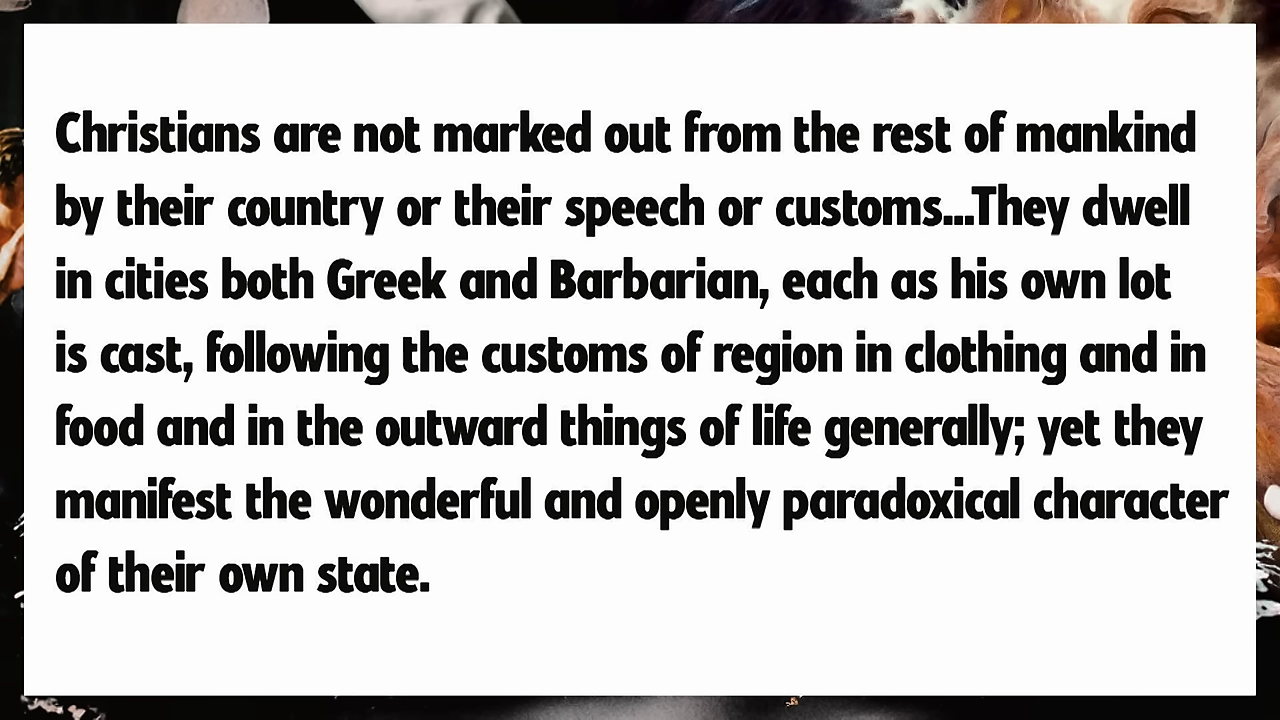 Christians are not marked out from the rest of mankind
by their country or their speech or customs...They dwell
in cities both Greek and Barbarian, each as his own lot
is cast, following the customs of region in clothing and in
food and in the outward things of life generally; yet they
manifest the wonderful and openly paradoxical character
of their own state.